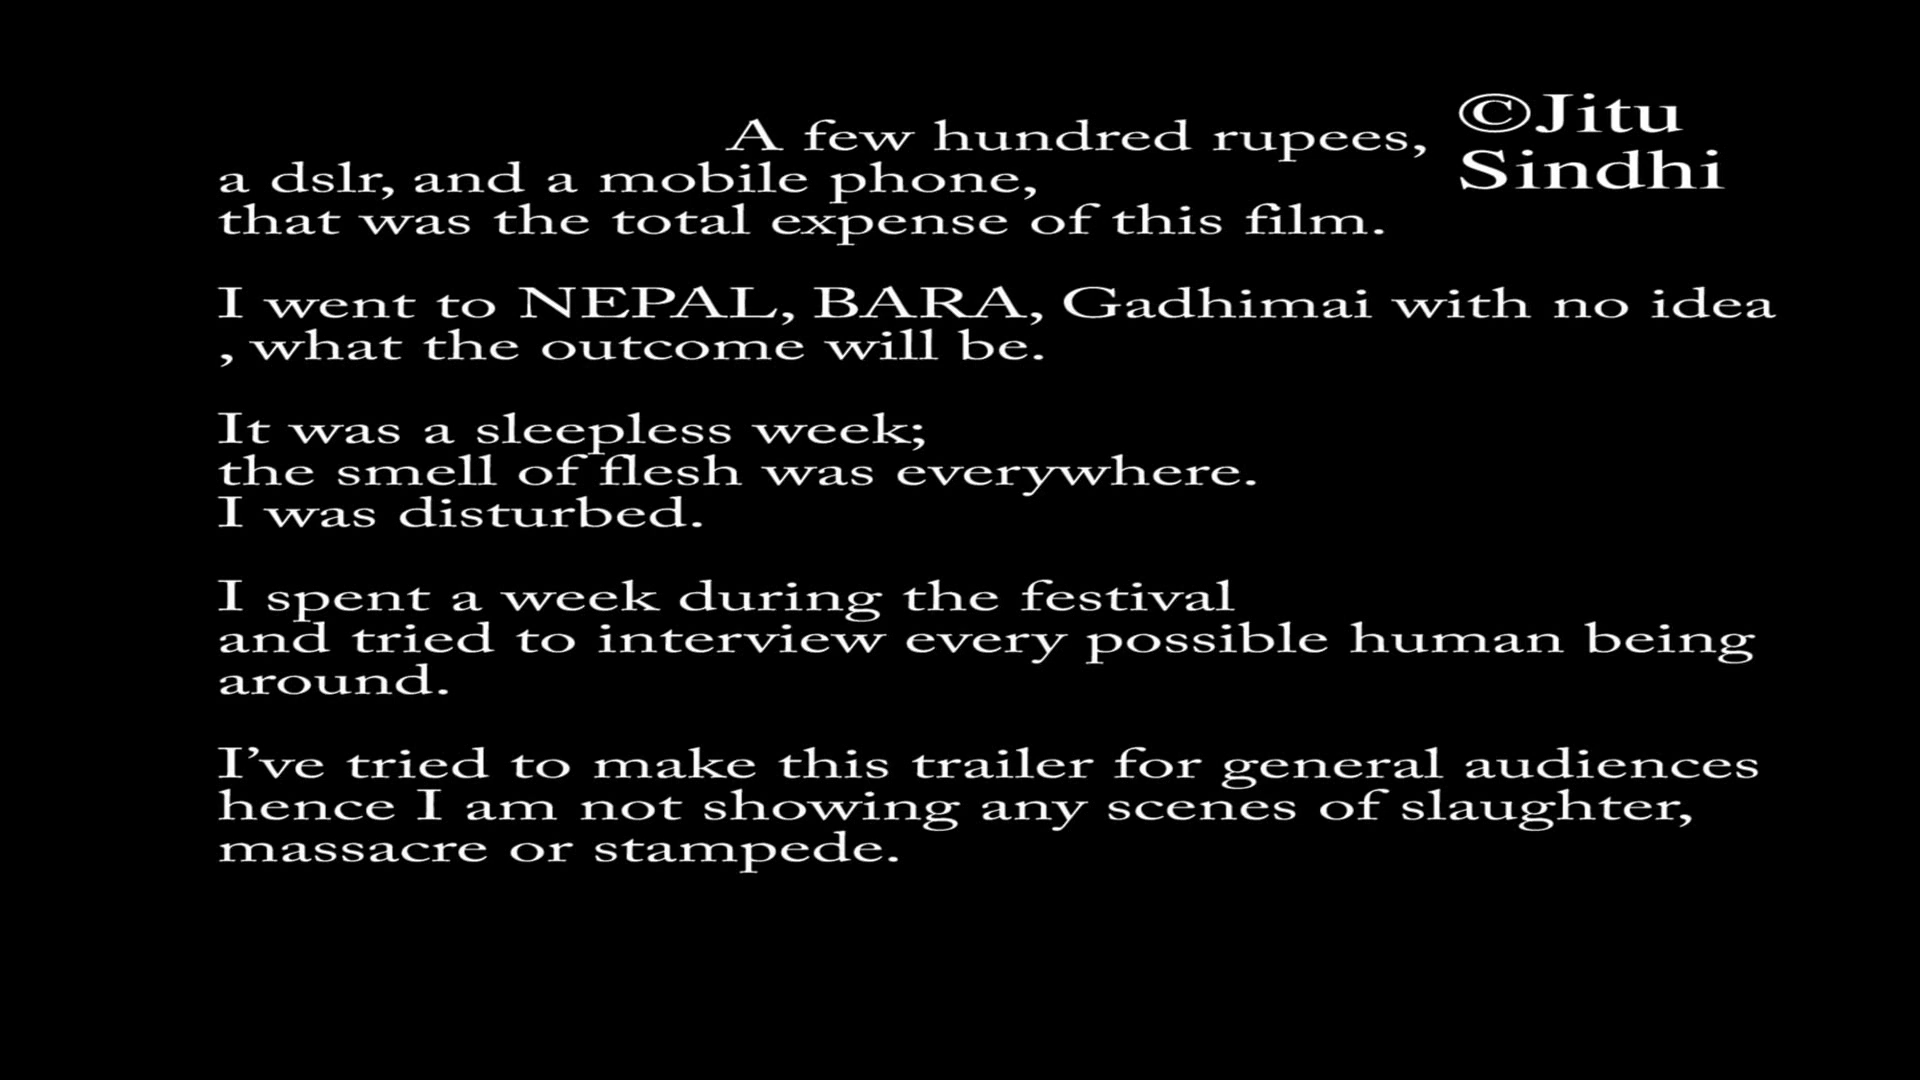 ©Jitu
Sindhi
A few hundred rupees,
a dslr, and a mobile phone,
that was the total expense of this film.
I went to NEPAL, BARA, Gadhimai with no idea
, what the outcome will be.
It was a sleepless week;
the smell of flesh was everywhere.
I was disturbed.
I spent a week during the festival
and tried to interview every possible human being
around.
I’ve tried to make this trailer for general audiences
hence I am not showing any scenes of slaughter,
massacre or stampede.